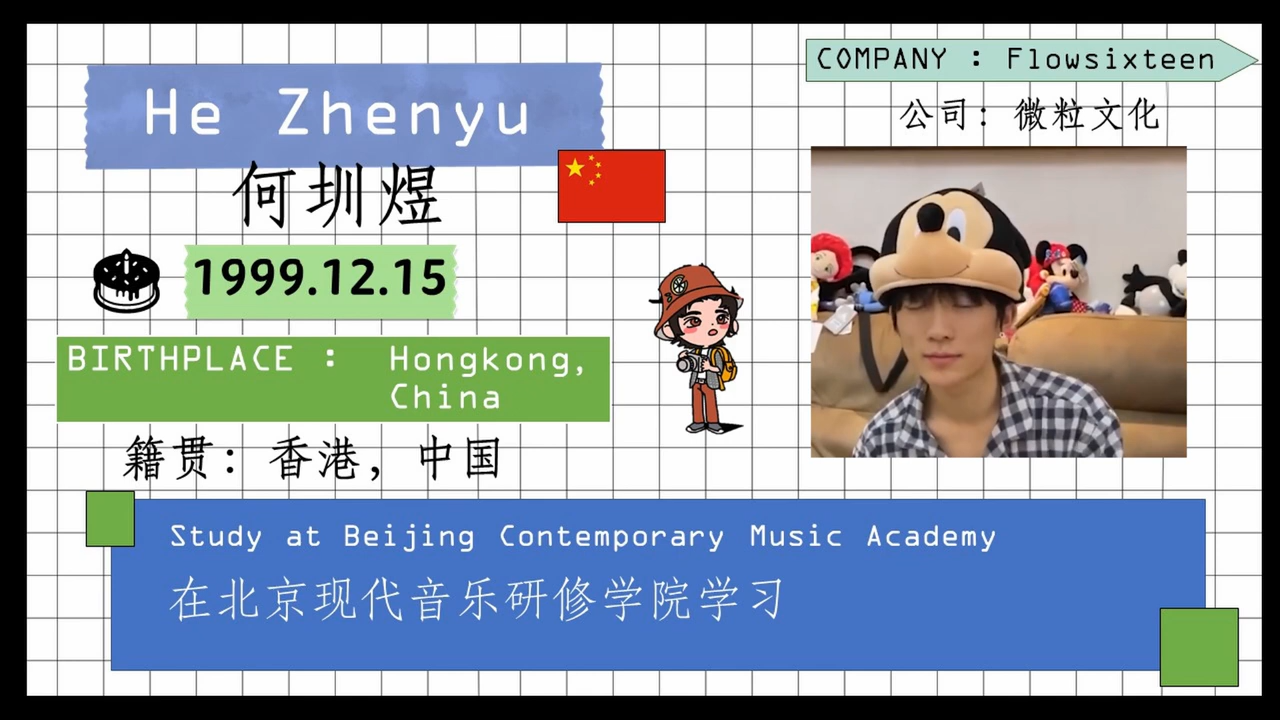 He Zhenyu
何圳煜
1999.12.15
BIRTHPLACE : Hongkong,
China
籍贯：香港，中国
COMPANY : Flowsixteen
公司：微粒文化
Study at Beijing Contemporary Music Academy
在北京现代音乐研修学院学习